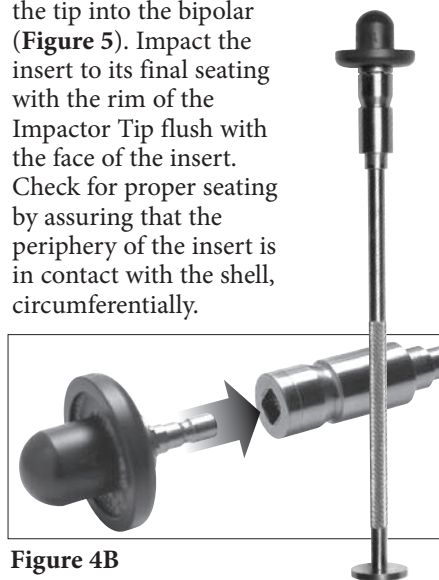 the tip into the bipolar
(Figure 5). Impact the
insert to its final seating
with the rim of the
Impactor Tip flush with
the face of the insert.
Check for proper seating
by assuring that the
periphery of the insert is
in contact with the shell,
circumferentially.
Figure 4B